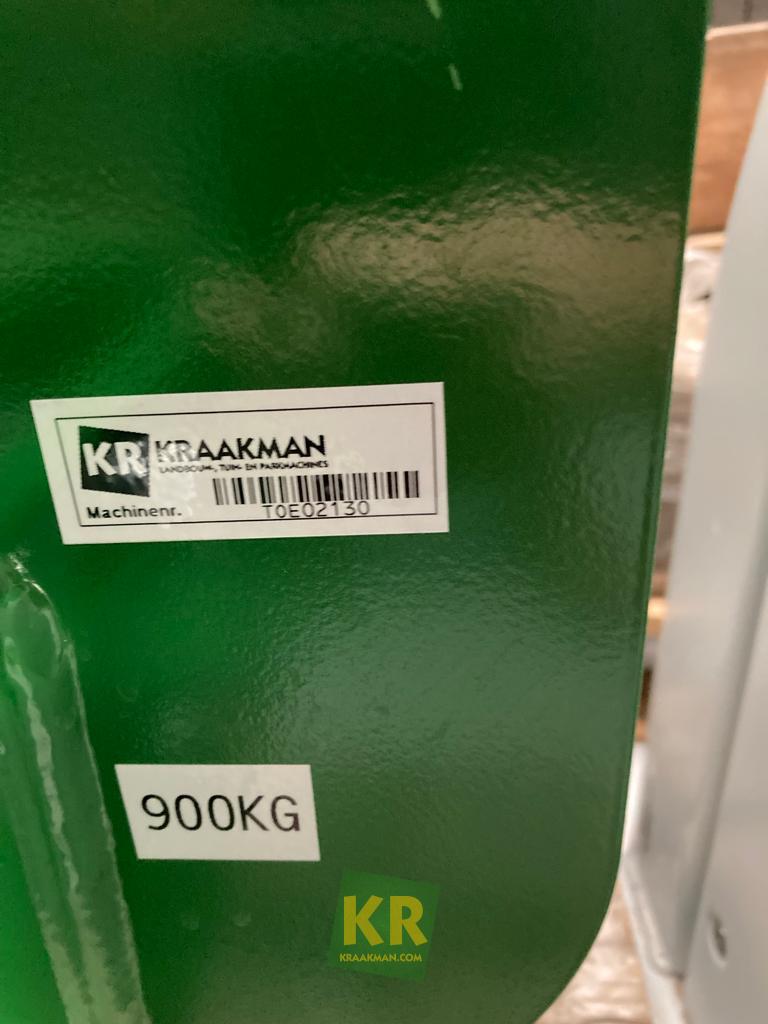 KR KRAAKMAN
LANDBOUW-, TUIN- EN PARKMACHINES
Machinenr.
T0E02130
900KG
KR
KRAAKMAN.COM